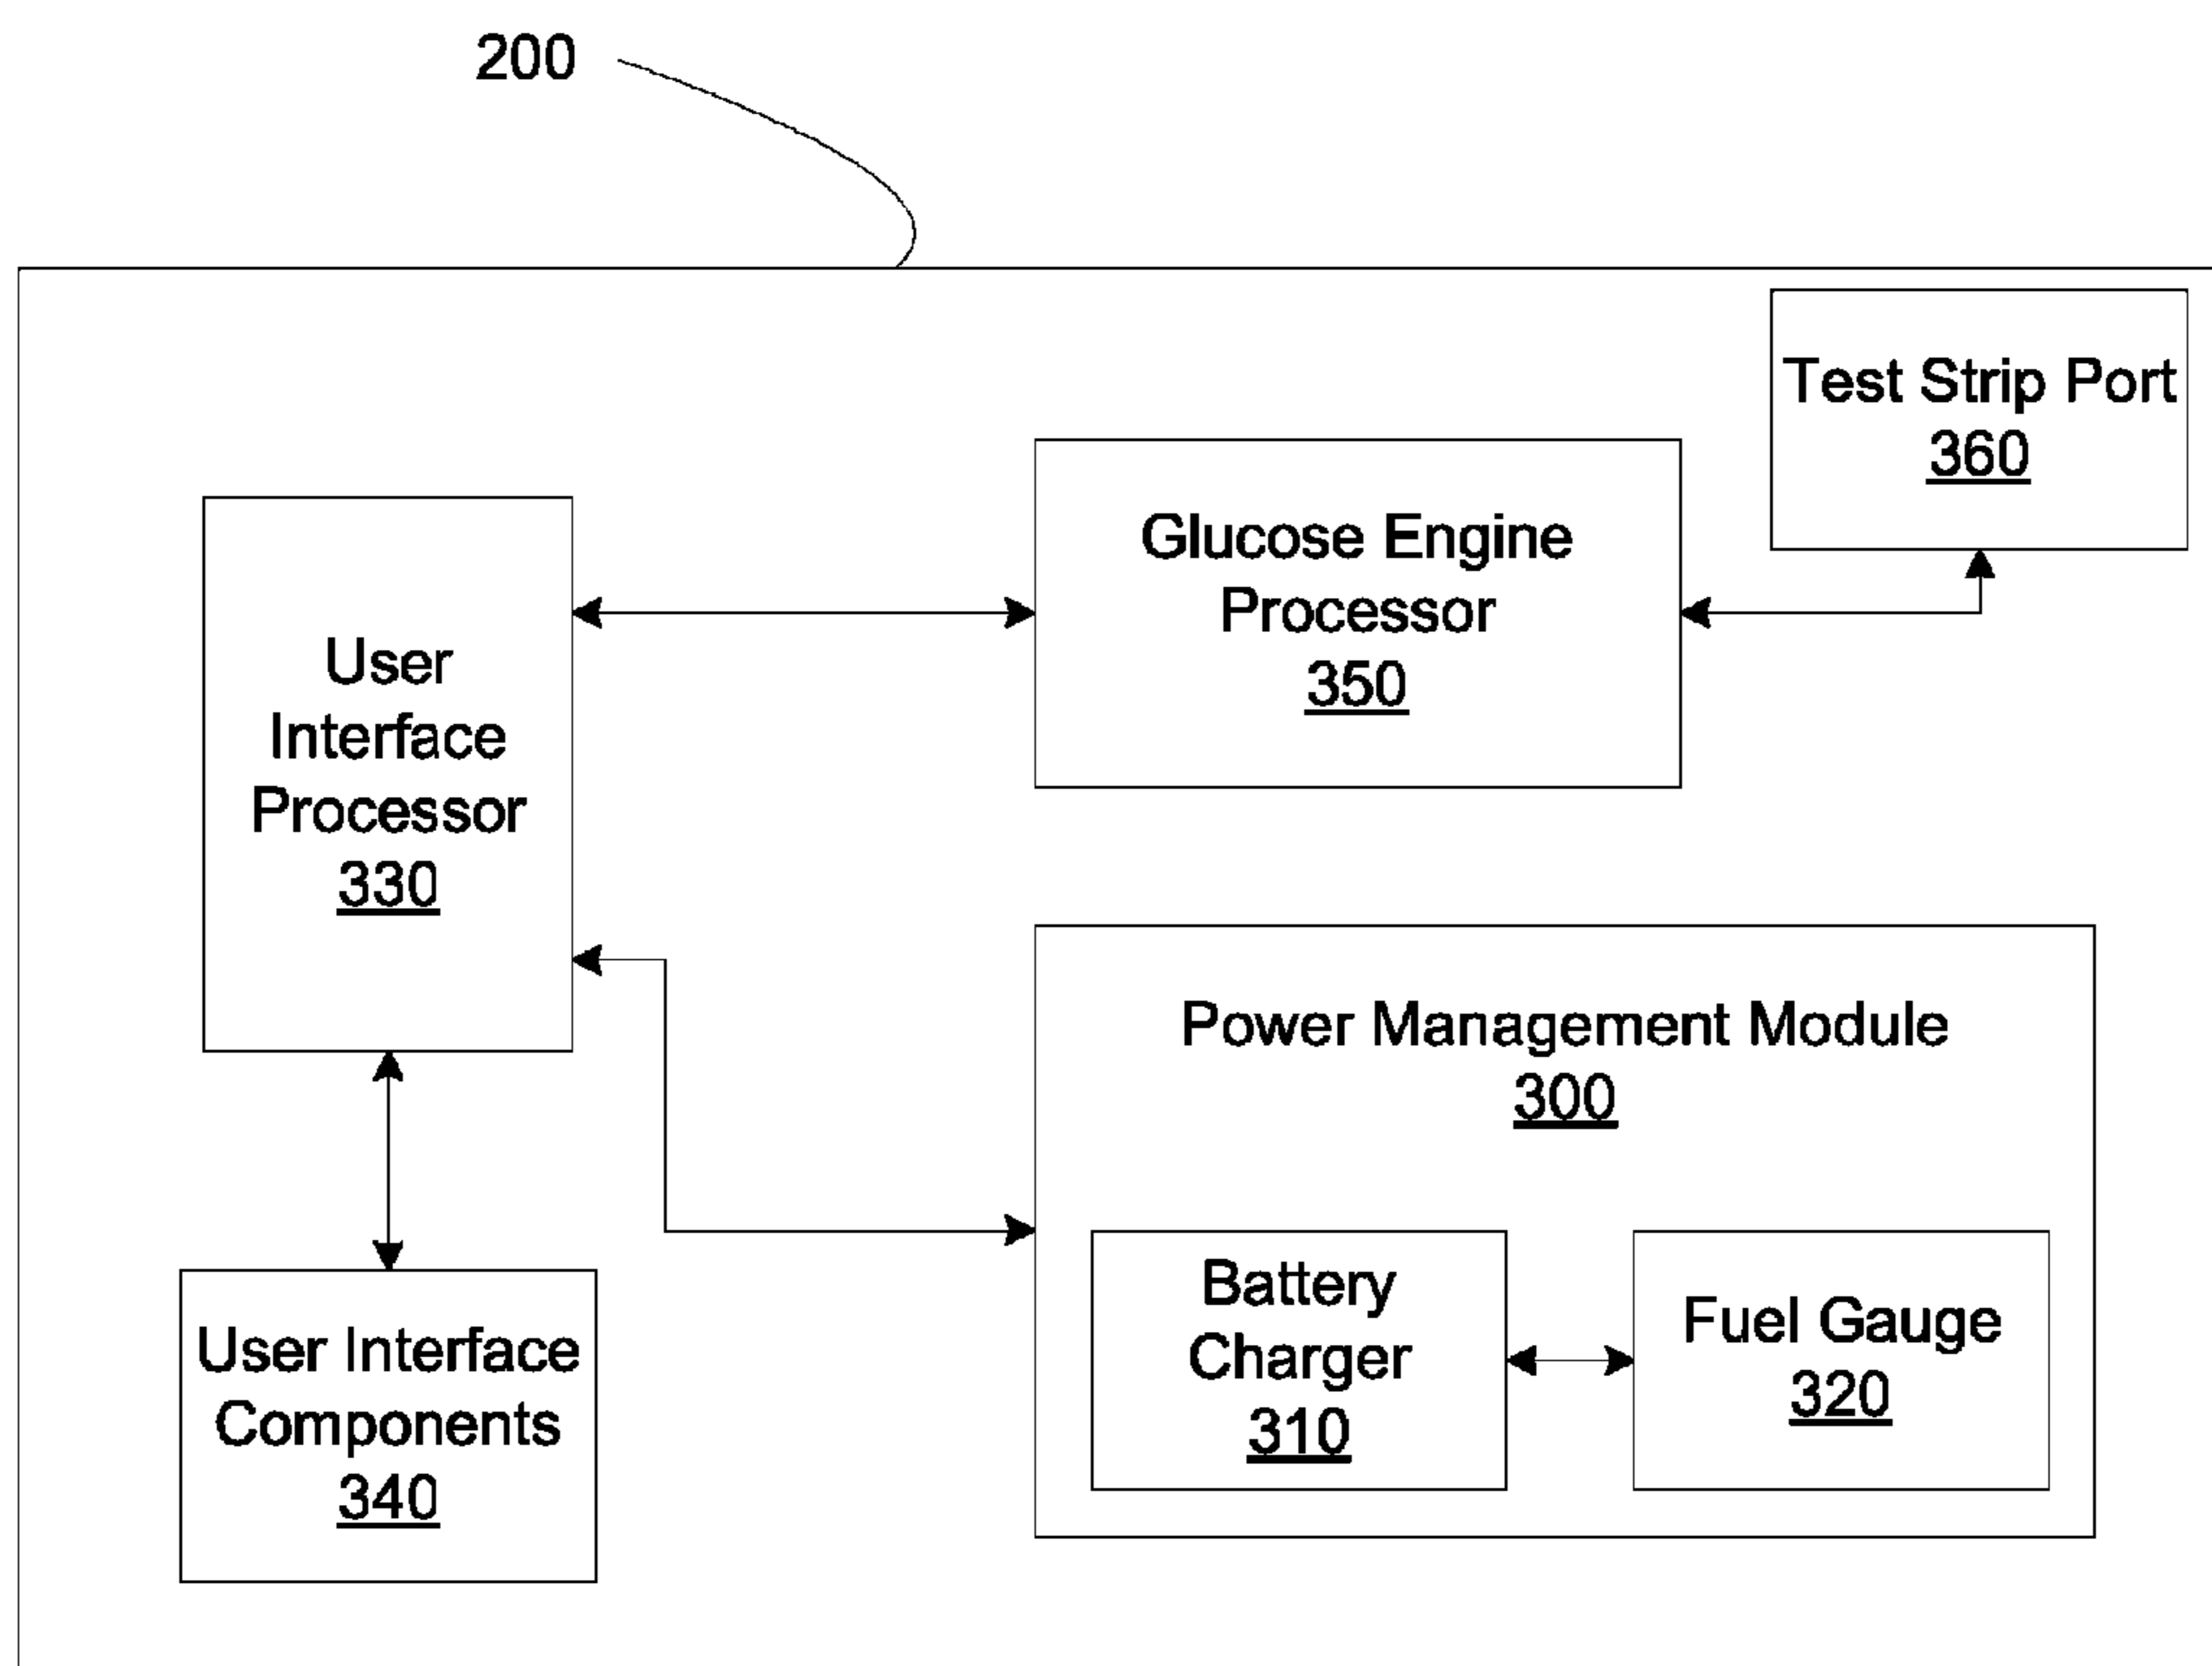 200
Test Strip Port
360
Glucose Engine
Processor
350
User
Interface
Processor
330
Power Management Module
300
Battery
Charger
310
Fuel Gauge
320
User Interface
Components
340